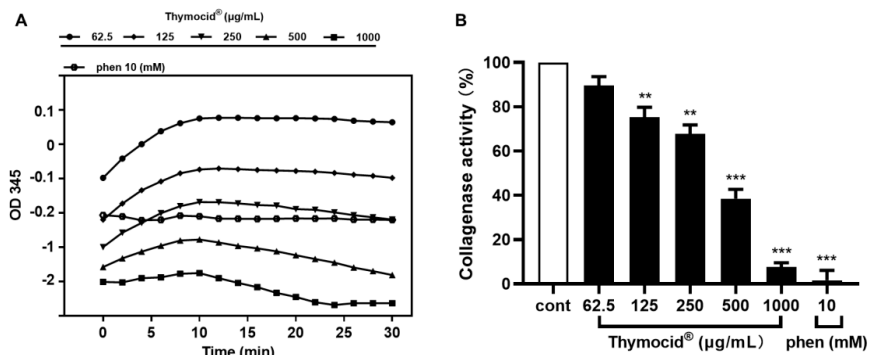 A
Thymocid® (µg/mL)
62.5 125 250 500 1000
phen 10 (mM)
OD 345
0.1
0
-0.1
-0.2
-1
-2
0 5 10 15 20 25 30
Time (min)
B
Collagenase activity (%)
100
80
60
40
20
0
** ** *** *** ***
cont 62.5 125 250 500 1000 10
Thymocid® (µg/mL) phen (mM)